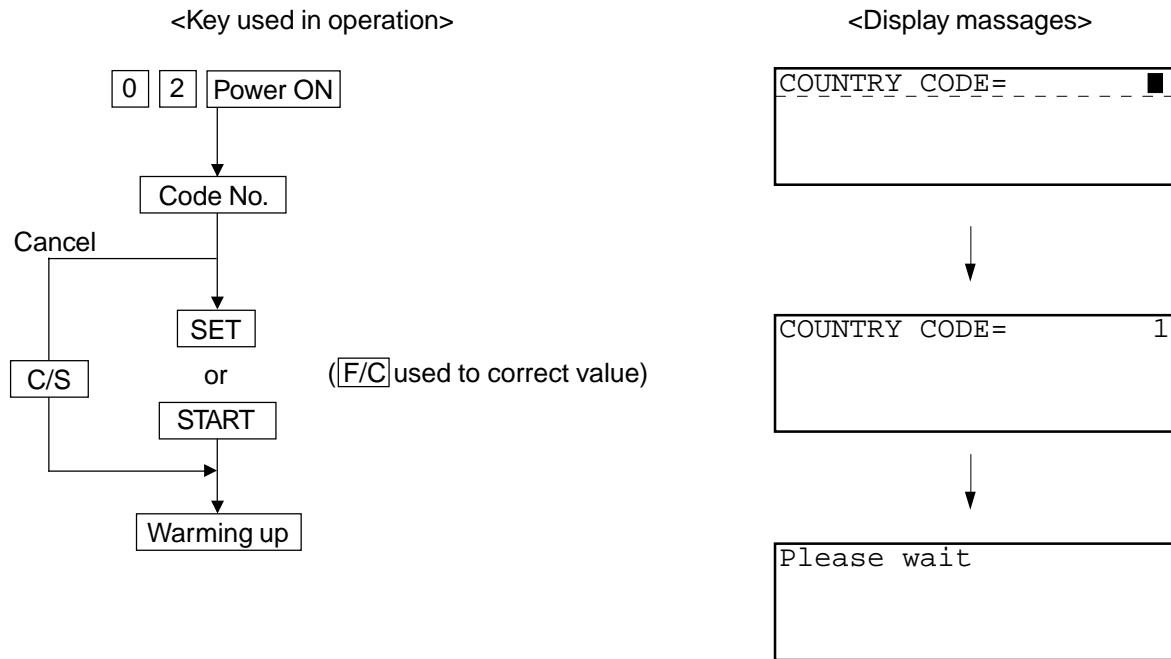 <Key used in operation>
0 2 Power ON
Code No.
Cancel
SET
C/S
or
(F/C used to correct value)
START
Warming up
<Display massages>
COUNTRY CODE=
COUNTRY CODE= 1
Please wait